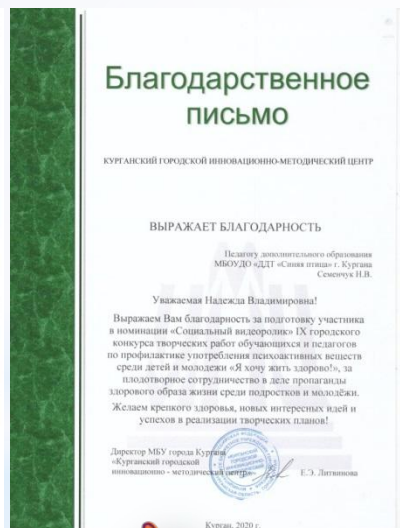 Благодарственное
письмо
КУРГАНСКИЙ ГОРОДСКОЙ ИННОВАЦИОННО-МЕТОДИЧЕСКИЙ ЦЕНТР
ВЫРАЖАЕТ БЛАГОДАРНОСТЬ
Педагогу дополнительного образования
МБОУДО «ДДТ «Синяя птица» г. Кургана
Семенчук Н.В.
Уважаемая Надежда Владимировна!
Выражаем Вам благодарность за подготовку участника
в номинации «Социальный видеоролик» IX городского
конкурса творческих работ обучающихся и педагогов
по профилактике употребления психоактивных веществ
среди детей и молодежи «Я хочу жить здорово!», за
плодотворное сотрудничество в деле пропаганды
здорового образа жизни среди подростков и молодёжи.
Желаем крепкого здоровья, новых интересных идей и
успехов в реализации творческих планов!
Директор МБУ города Кургана
«Курганский городской
инновационно - методический центр» Е.Э. Литвинова
Курган, 2020 г.